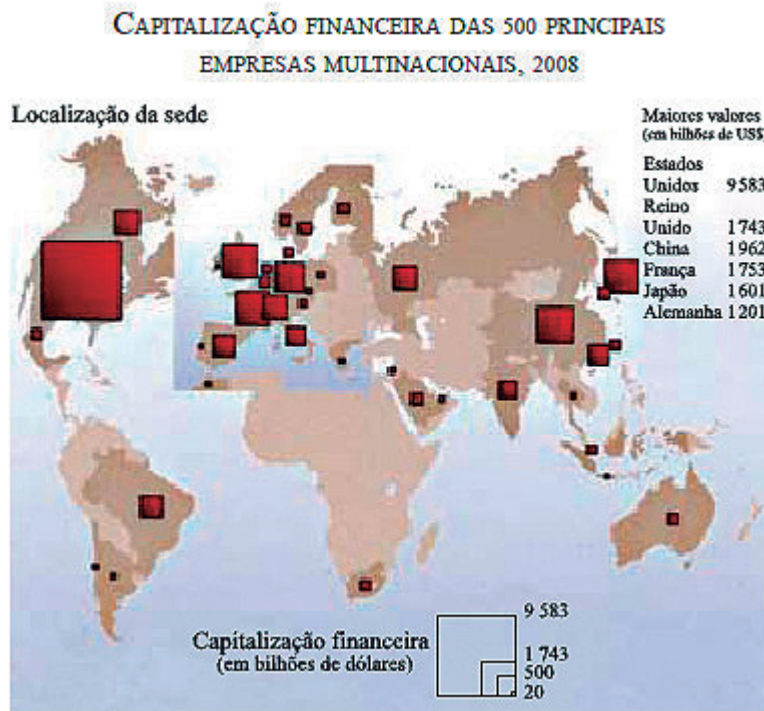 CAPITALIZAÇÃO FINANCEIRA DAS 500 PRINCIPAIS
EMPRESAS MULTINACIONAIS, 2008
Localização da sede
Maiores valores
(em bilhões de US$)
Estados
Unidos 9 583
Reino
Unido 1 743
China 1 962
França 1 753
Japão 1 601
Alemanha 1 201
Capitalização financeira
(em bilhões de dólares)
9 583
1 743
500
20